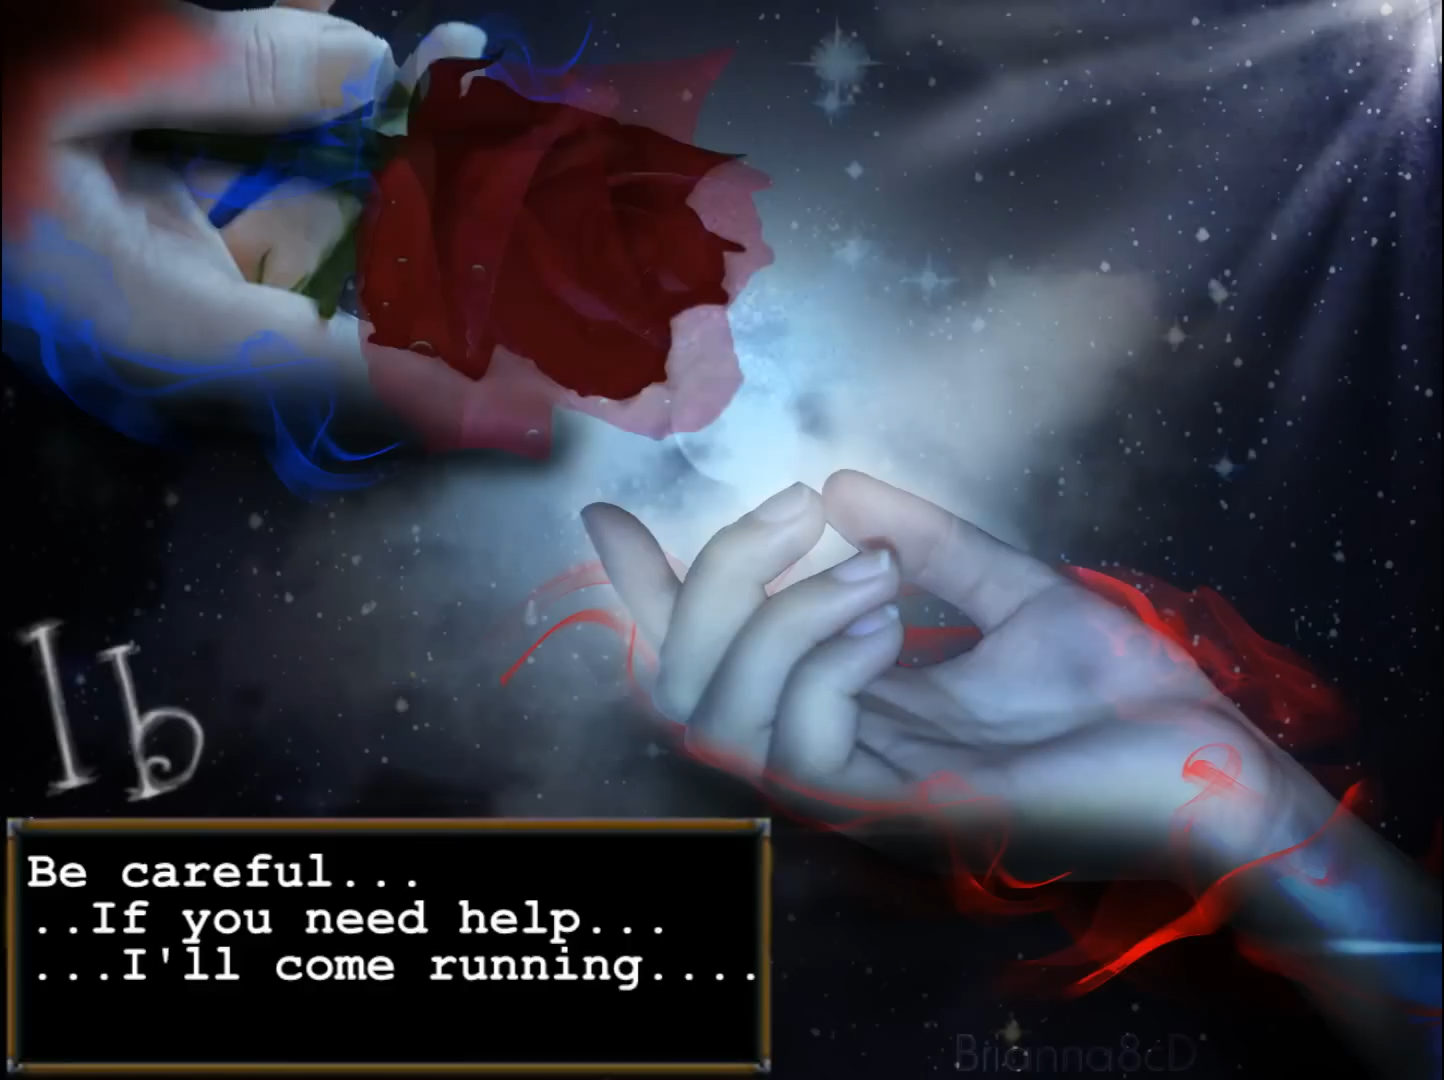 Ib
Be careful...
..If you need help...
...I'll come running....
Brianna8cD